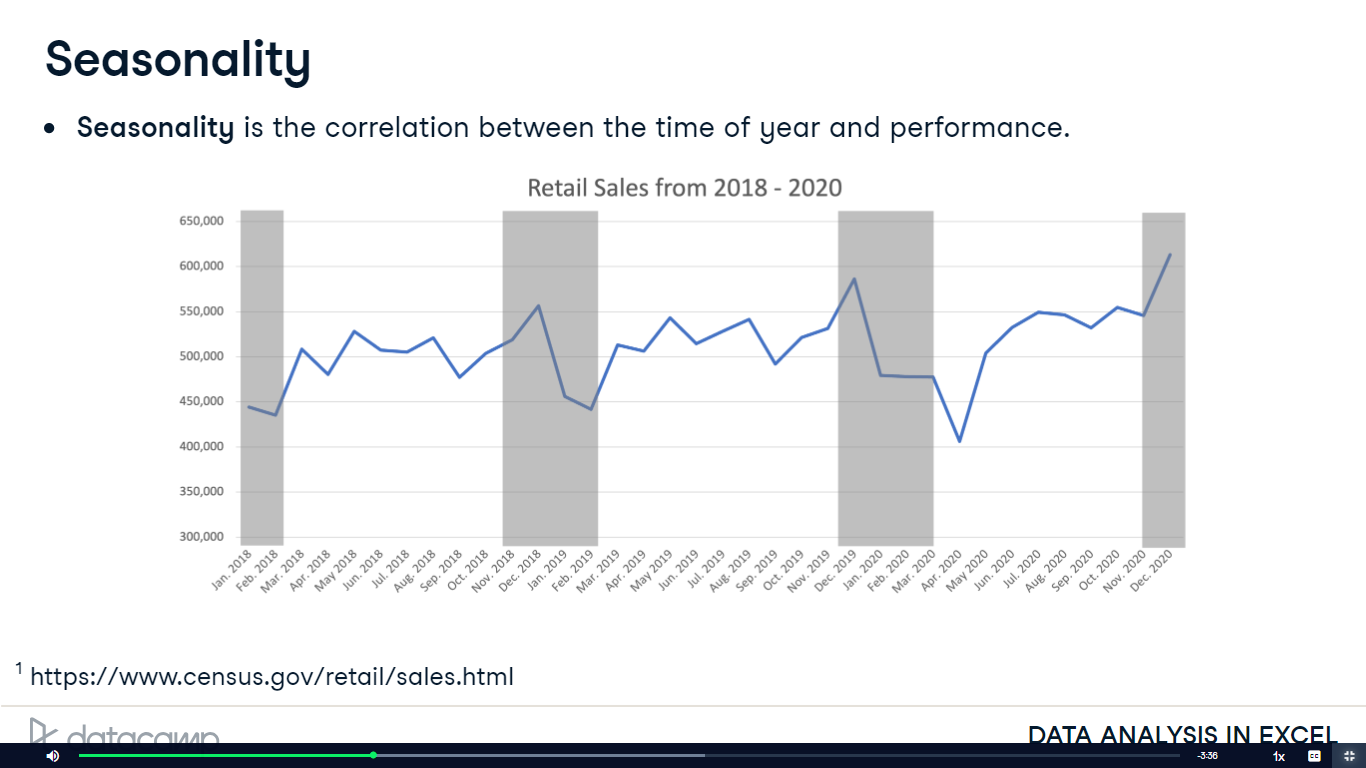 Seasonality
• Seasonality is the correlation between the time of year and performance.
Retail Sales from 2018 - 2020
650,000
600,000
550,000
500,000
450,000
400,000
350,000
300,000
Jan. 2018
Feb. 2018
Mar. 2018
Apr. 2018
May 2018
Jun. 2018
Jul. 2018
Aug. 2018
Sep. 2018
Oct. 2018
Nov. 2018
Dec. 2018
Jan. 2019
Feb. 2019
Mar. 2019
Apr. 2019
May 2019
Jun. 2019
Jul. 2019
Aug. 2019
Sep. 2019
Oct. 2019
Nov. 2019
Dec. 2019
Jan. 2020
Feb. 2020
Mar. 2020
Apr. 2020
May 2020
Jun. 2020
Jul. 2020
Aug. 2020
Sep. 2020
Oct. 2020
Nov. 2020
Dec. 2020
1 https://www.census.gov/retail/sales.html
datacamp
DATA ANALYSIS IN EXCEL
-3:36
1x
CC